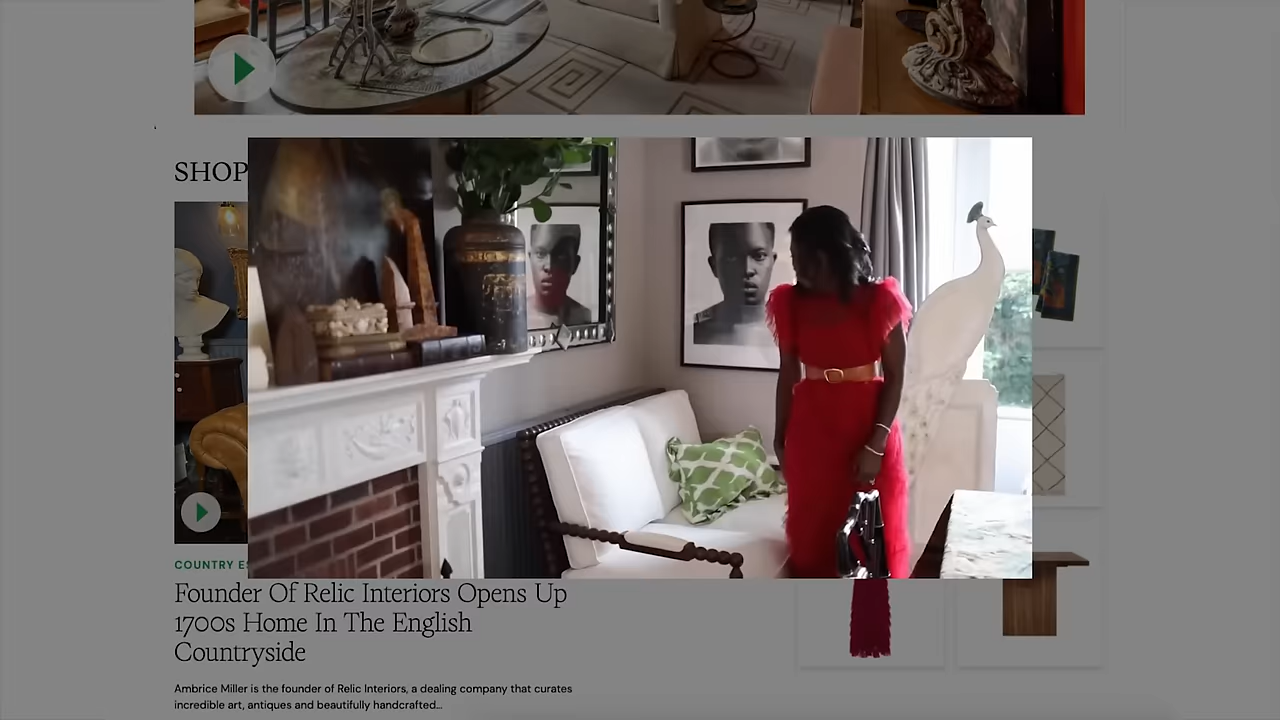 SHOP
COUNTRY
Founder Of Relic Interiors Opens Up
1700s Home In The English
Countryside
Ambrice Miller is the founder of Relic Interiors, a dealing company that curates
incredible art, antiques and beautifully handcrafted...